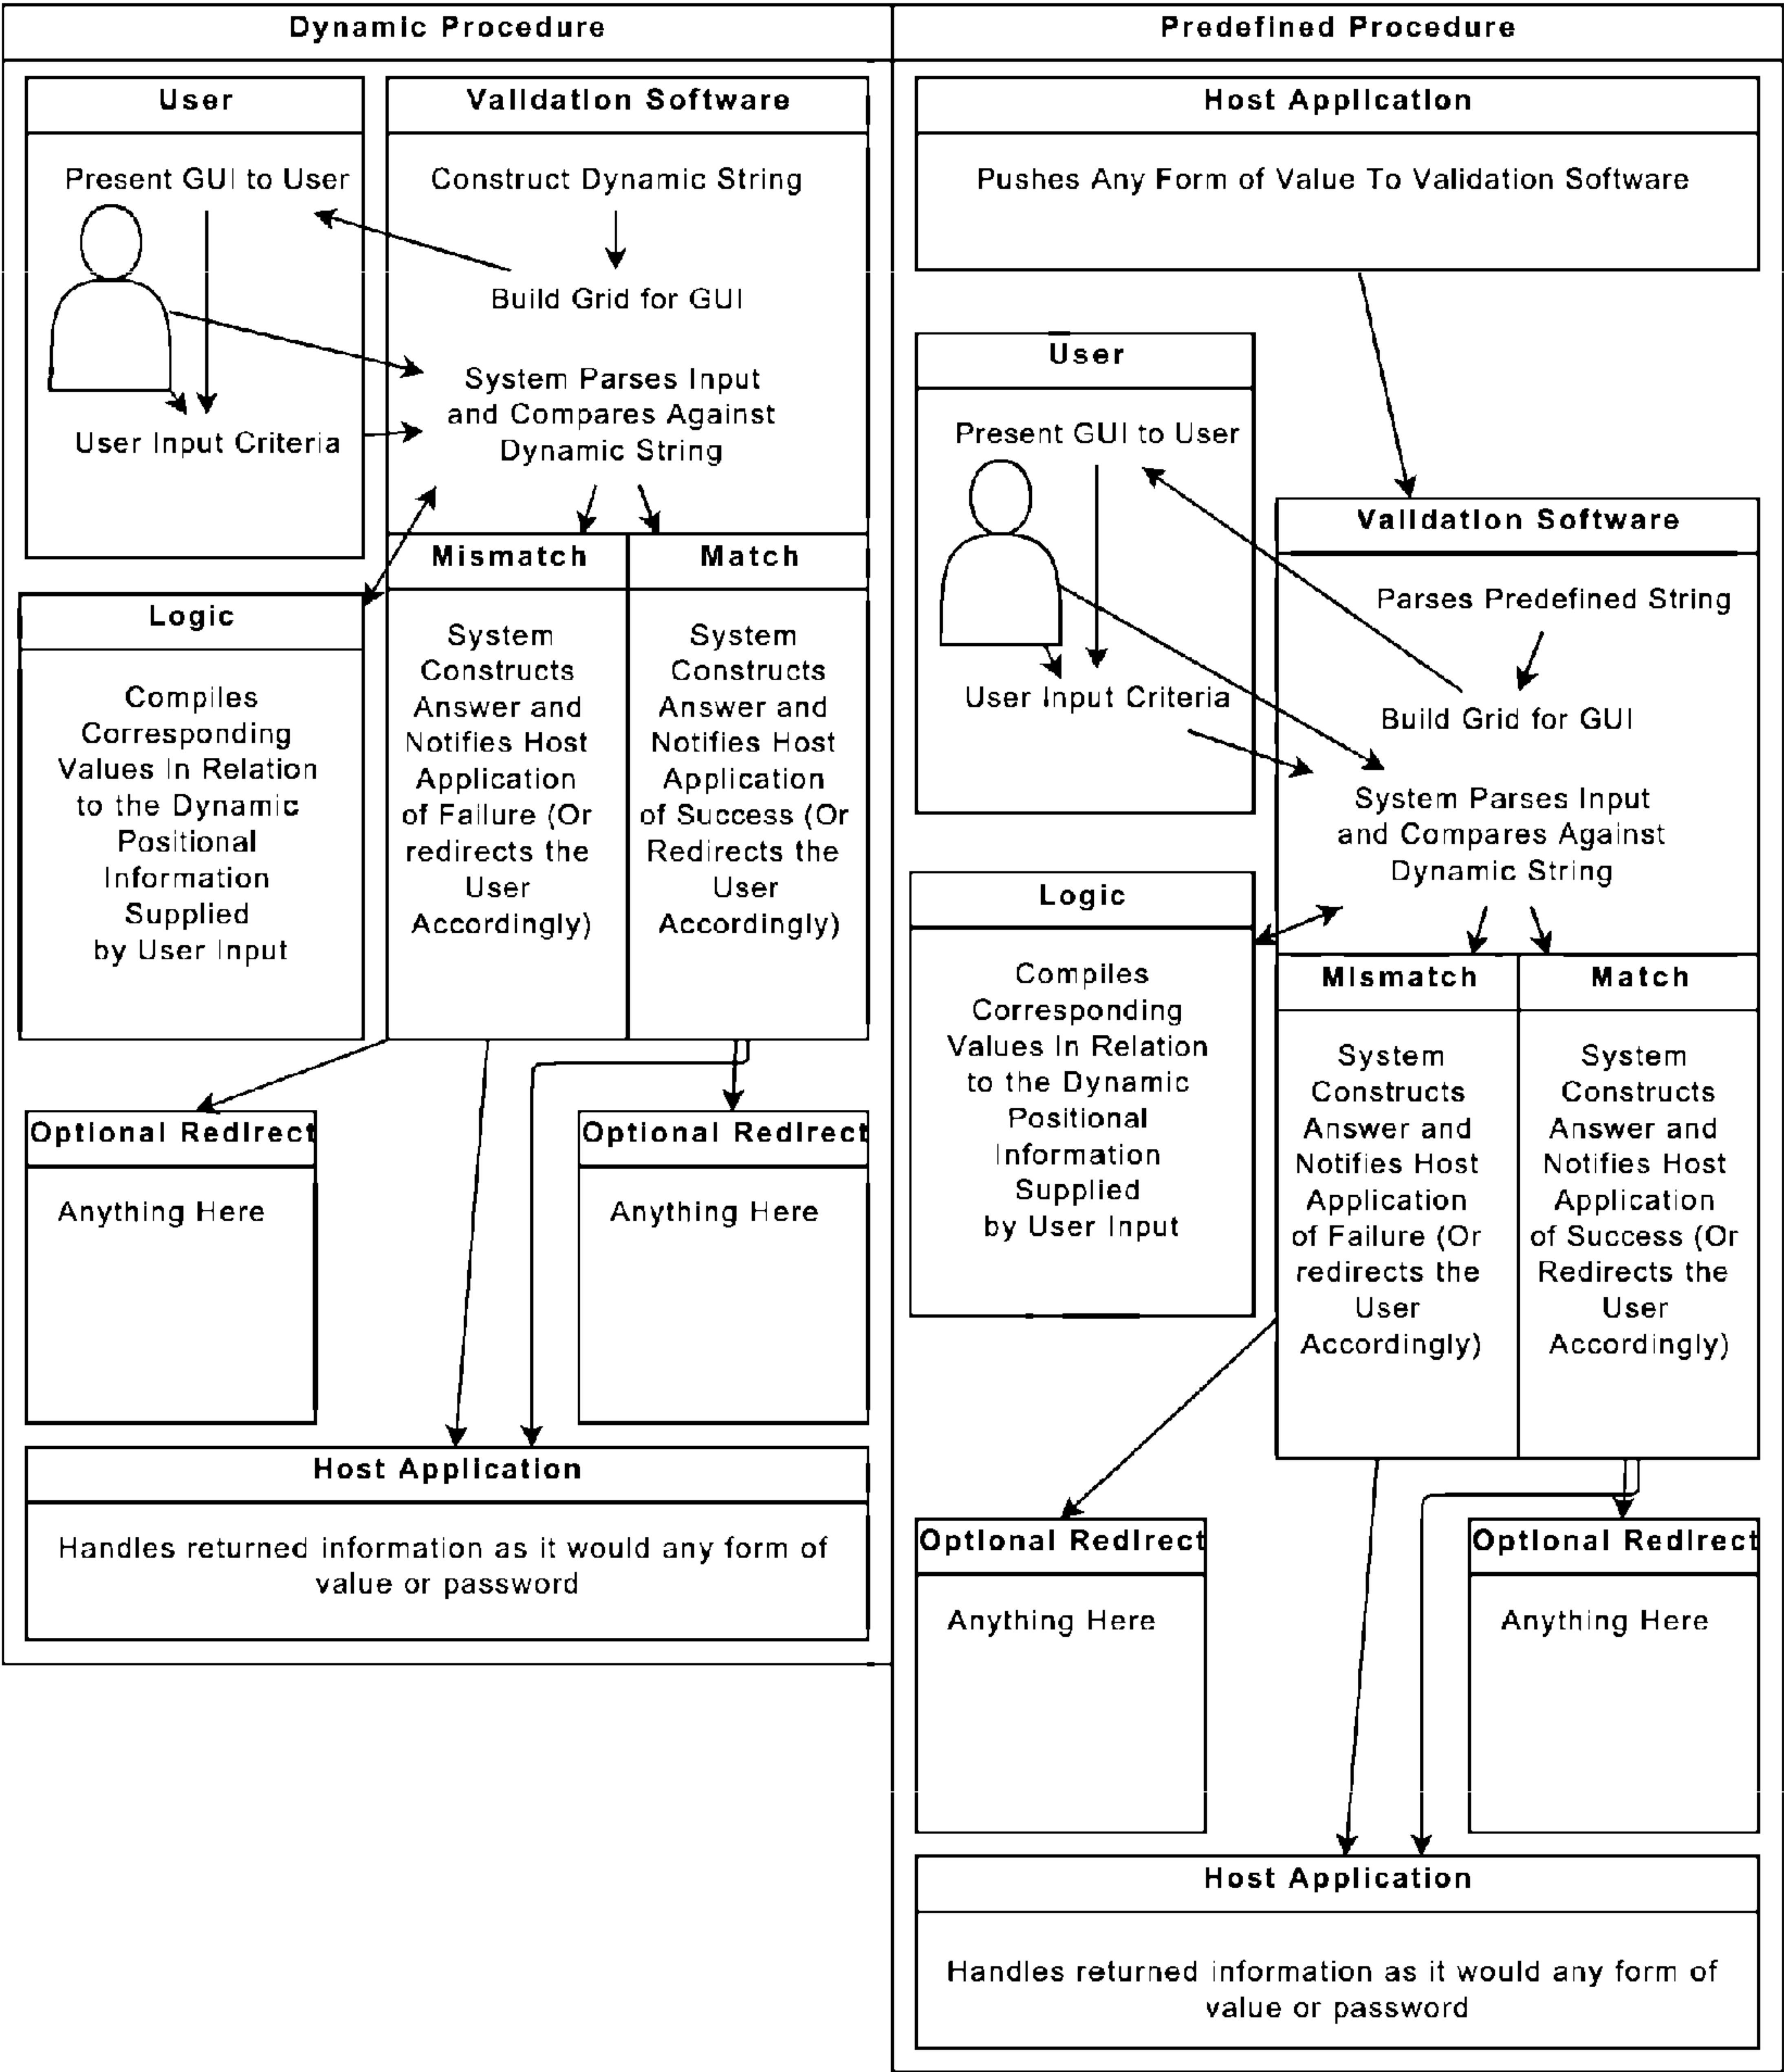 Dynamic Procedure
User
Present GUI to User
User Input Criteria
Validation Software
Construct Dynamic String
Build Grid for GUI
System Parses Input
and Compares Against
Dynamic String
Logic
Compiles
Corresponding
Values In Relation
to the Dynamic
Positional
Information
Supplied
by User Input
Mismatch
System
Constructs
Answer and
Notifies Host
Application
of Failure (Or
redirects the
User
Accordingly)
Match
System
Constructs
Answer and
Notifies Host
Application
of Success (Or
Redirects the
User
Accordingly)
Optional Redirect
Anything Here
Optional Redirect
Anything Here
Host Application
Handles returned information as it would any form of
value or password
Predefined Procedure
Host Application
Pushes Any Form of Value To Validation Software
User
Present GUI to User
User Input Criteria
Validation Software
Parses Predefined String
Build Grid for GUI
System Parses Input
and Compares Against
Dynamic String
Logic
Compiles
Corresponding
Values In Relation
to the Dynamic
Positional
Information
Supplied
by User Input
Mismatch
System
Constructs
Answer and
Notifies Host
Application
of Failure (Or
redirects the
User
Accordingly)
Match
System
Constructs
Answer and
Notifies Host
Application
of Success (Or
Redirects the
User
Accordingly)
Optional Redirect
Anything Here
Optional Redirect
Anything Here
Host Application
Handles returned information as it would any form of
value or password